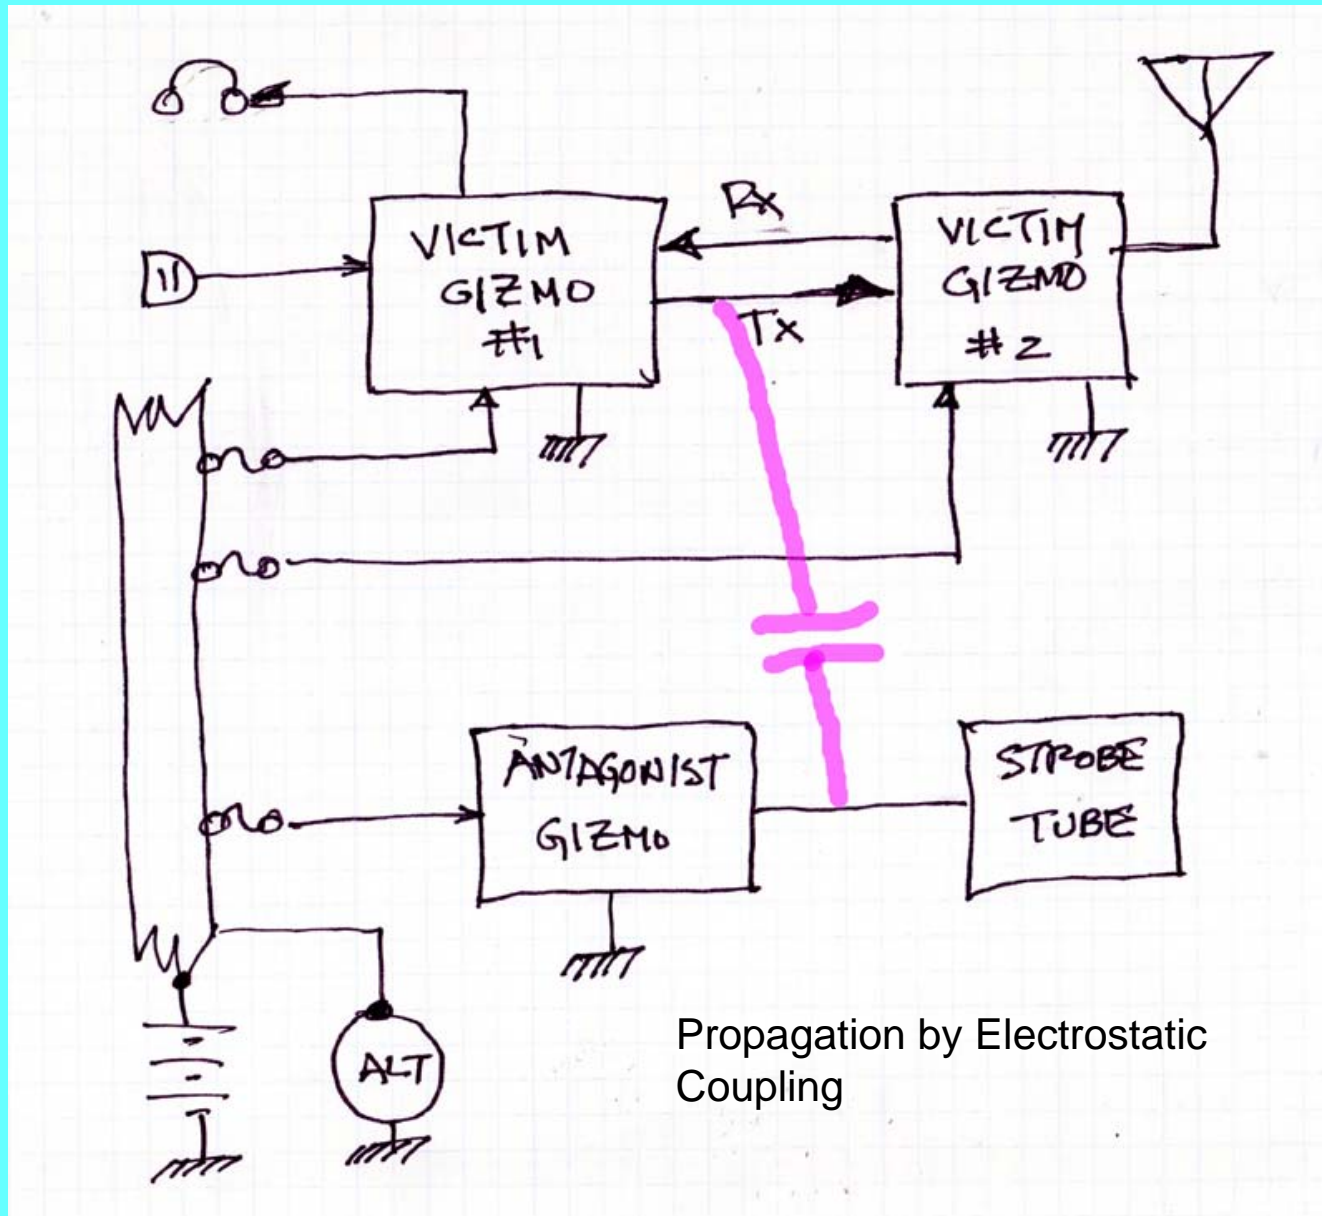 Rx
VICTIM
GIZMO
#1
VICTIM
GIZMO
#2
Tx
ANTAGONIST
GIZMO
STROBE
TUBE
ALT
Propagation by Electrostatic
Coupling